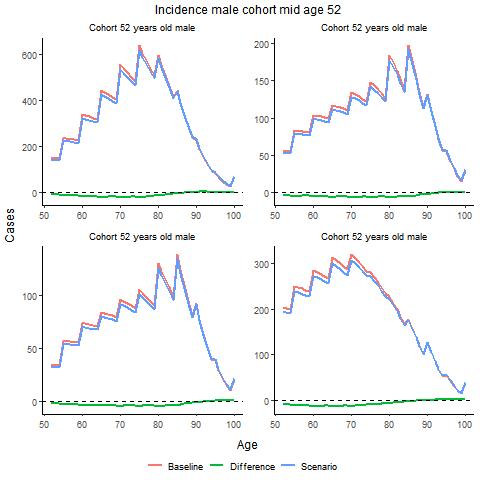 Incidence male cohort mid age 52
Cohort 52 years old male
Cohort 52 years old male
600
400
200
0
50 60 70 80 90 100
200
150
100
50
0
50 60 70 80 90 100
Cases
Cohort 52 years old male
Cohort 52 years old male
100
50
0
50 60 70 80 90 100
300
200
100
0
50 60 70 80 90 100
Age
Baseline Difference Scenario